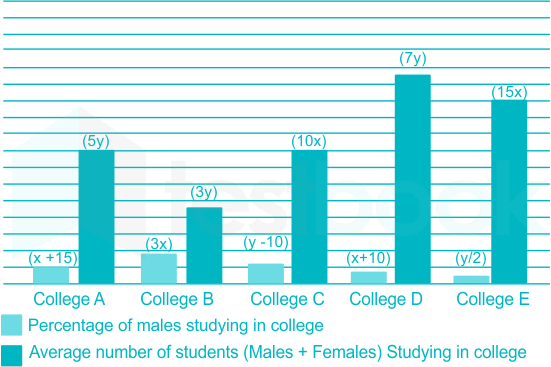 (7y)
(15x)
(5y)
(10x)
(3y)
(x +15)
(3x)
(y -10)
(x+10)
(y/2)
College A College B College C College D College E
Percentage of males studying in college
Average number of students (Males + Females) Studying in college
testbook